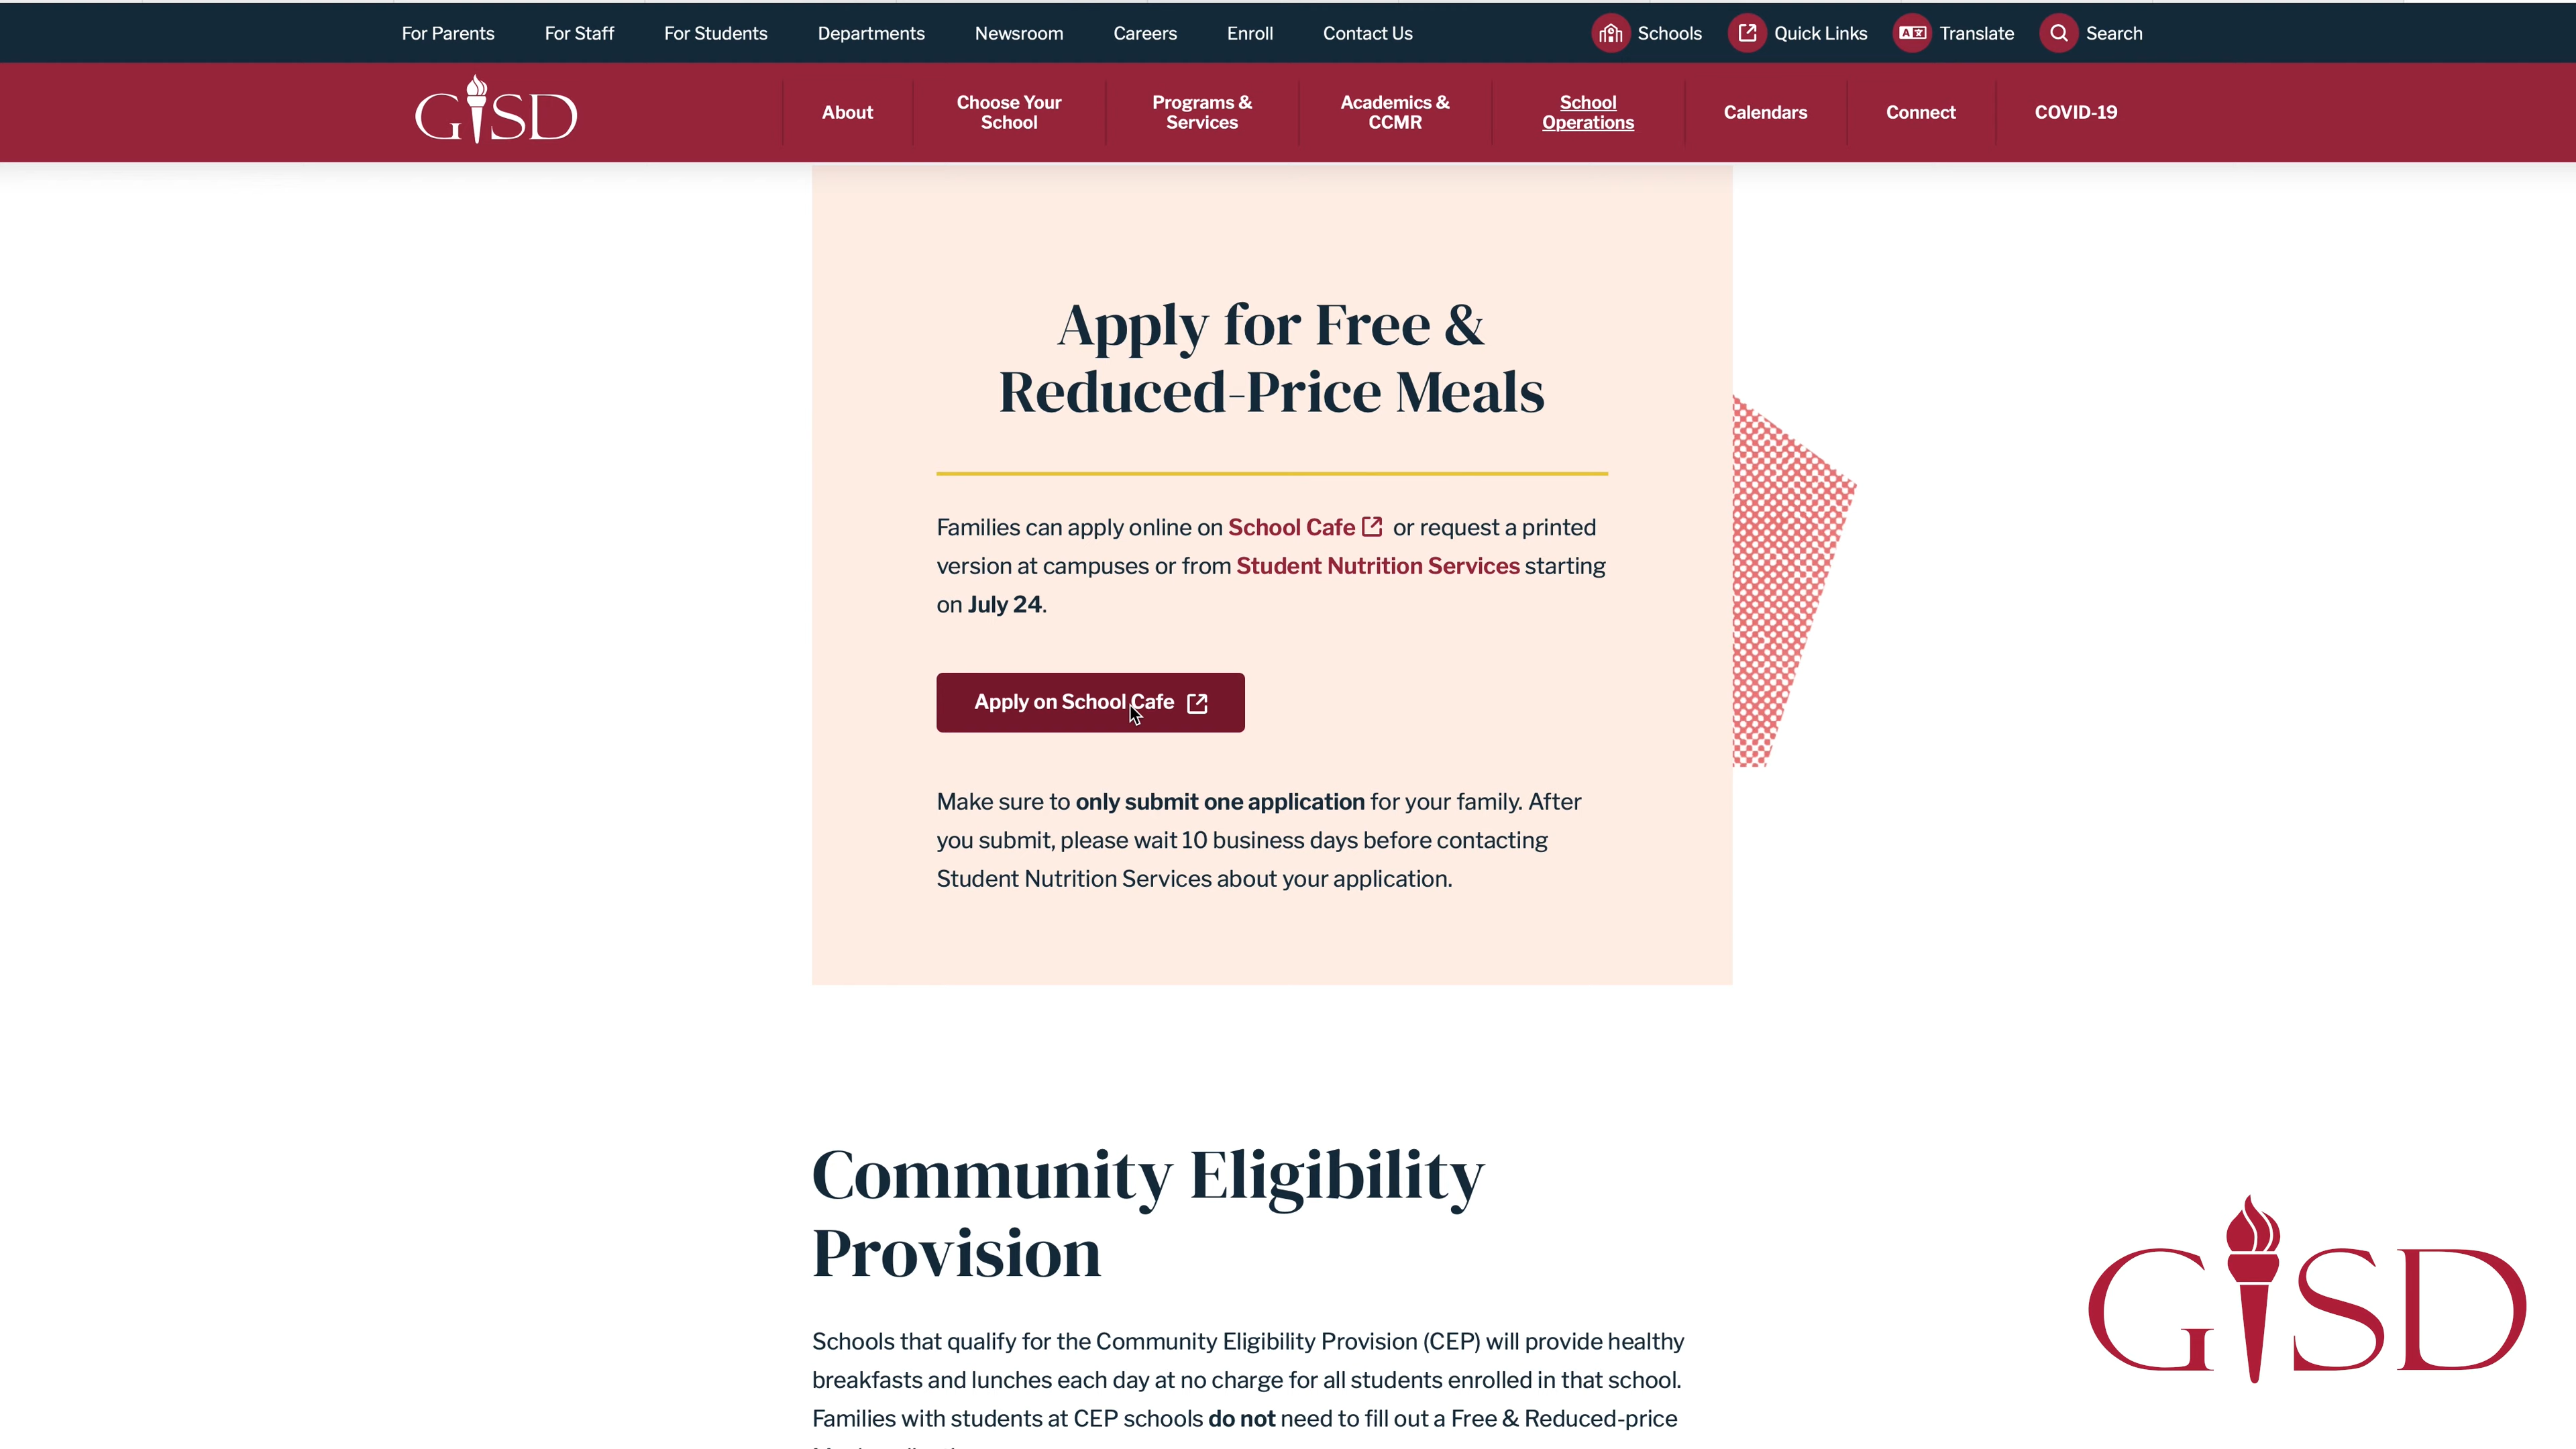 For Parents For Staff For Students Departments Newsroom Careers Enroll Contact Us Schools Quick Links Translate Search
GISD
About
Choose Your
School
Programs &
Services
Academics &
CCMR
School
Operations
Calendars
Connect
COVID-19
Apply for Free &
Reduced-Price Meals
Families can apply online on School Cafe or request a printed
version at campuses or from Student Nutrition Services starting
on July 24.
Apply on School Cafe
Make sure to only submit one application for your family. After
you submit, please wait 10 business days before contacting
Student Nutrition Services about your application.
Community Eligibility
Provision
Schools that qualify for the Community Eligibility Provision (CEP) will provide healthy
breakfasts and lunches each day at no charge for all students enrolled in that school.
Families with students at CEP schools do not need to fill out a Free & Reduced-price
GISD